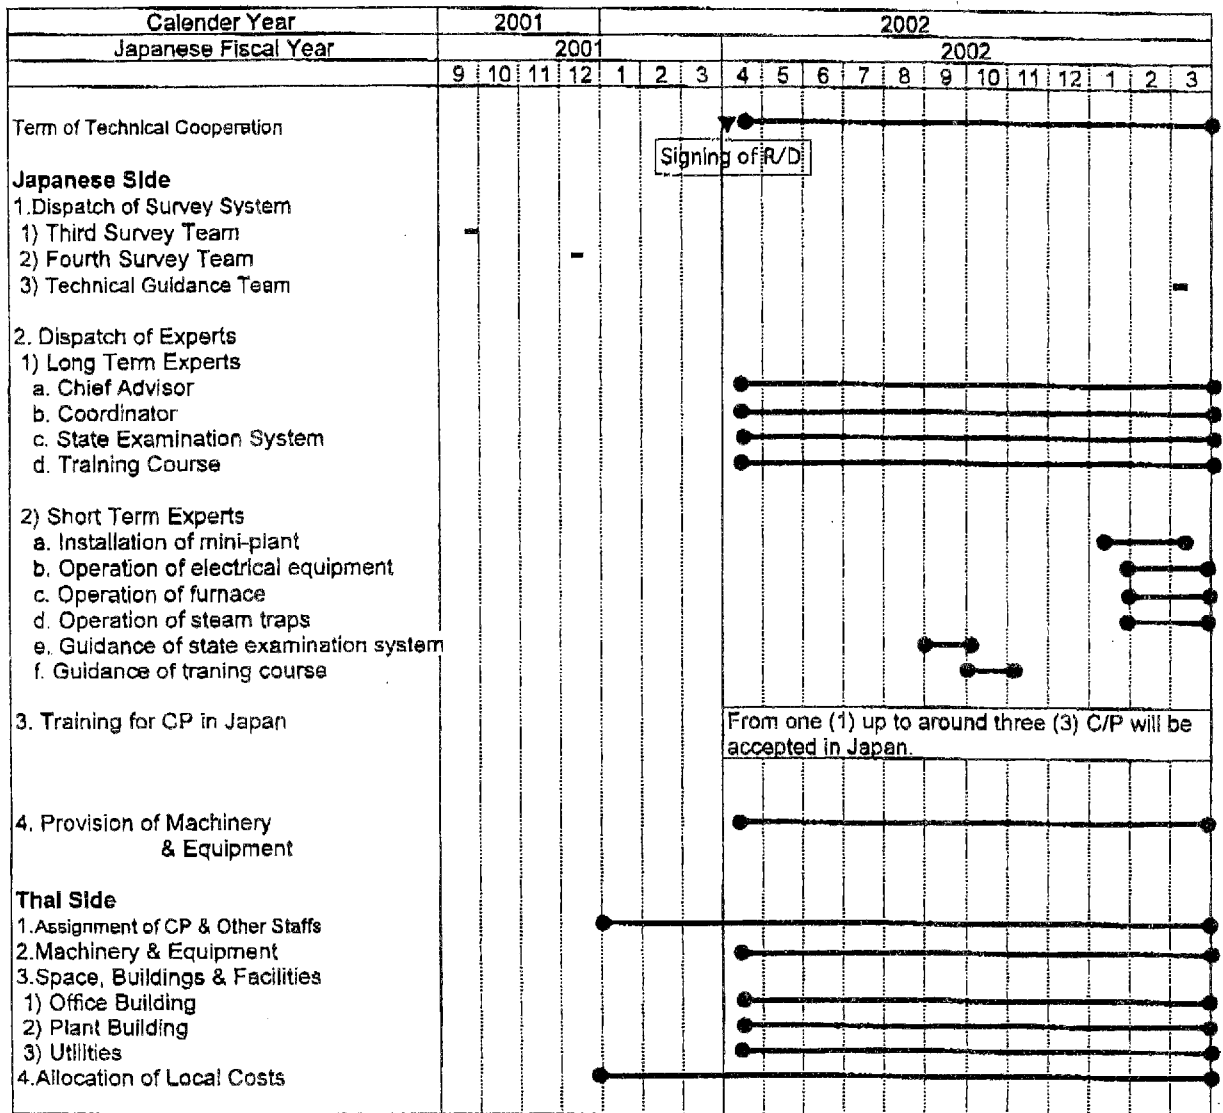 Calender Year 2001 2002
Japanese Fiscal Year 2001 2002
9 10 11 12 1 2 3 4 5 6 7 8 9 10 11 12 1 2 3
Term of Technical Cooperation
Signing of R/D
Japanese Side
1.Dispatch of Survey System
1) Third Survey Team
2) Fourth Survey Team
3) Technical Guidance Team
2. Dispatch of Experts
1) Long Term Experts
a. Chief Advisor
b. Coordinator
c. State Examination System
d. Training Course
2) Short Term Experts
a. Installation of mini-plant
b. Operation of electrical equipment
c. Operation of furnace
d. Operation of steam traps
e. Guidance of state examination system
f. Guidance of traning course
3. Training for CP in Japan
From one (1) up to around three (3) C/P will be
accepted in Japan.
4. Provision of Machinery
& Equipment
Thai Side
1.Assignment of CP & Other Staffs
2.Machinery & Equipment
3.Space, Buildings & Facilities
1) Office Building
2) Plant Building
3) Utilities
4.Allocation of Local Costs